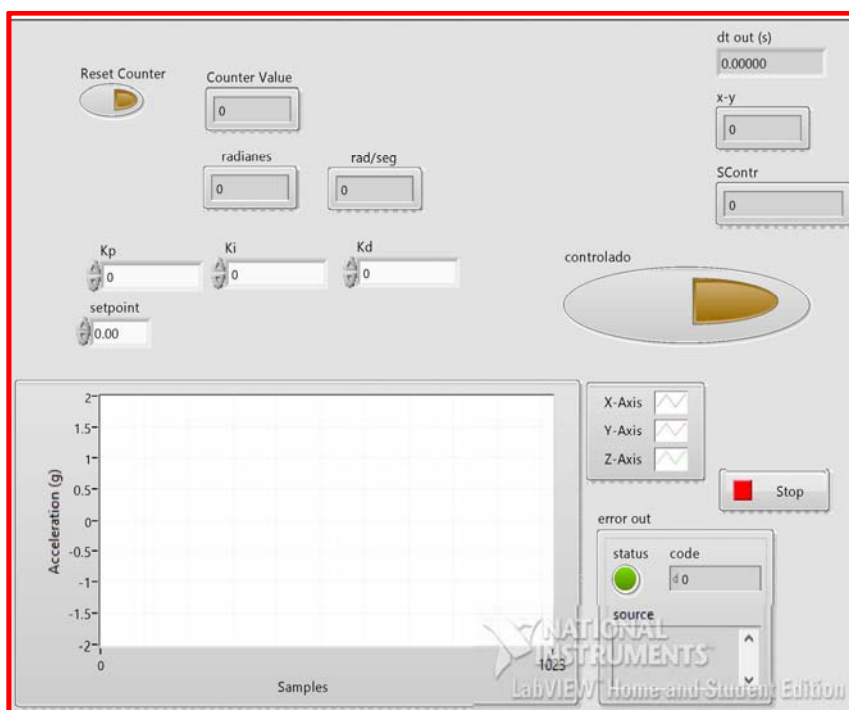 dt out (s)
0.00000
Reset Counter
Counter Value
0
x-y
0
radianes
0
rad/seg
0
SContr
0
Kp
0
Ki
0
Kd
0
controlado
setpoint
0.00
2
1.5
1
0.5
0
-0.5
-1
-1.5
-2
Acceleration (g)
0
1023
Samples
X-Axis
Y-Axis
Z-Axis
Stop
error out
status
code
d 0
source
NATIONAL
INSTRUMENTS
LabVIEW™ Home and Student Edition